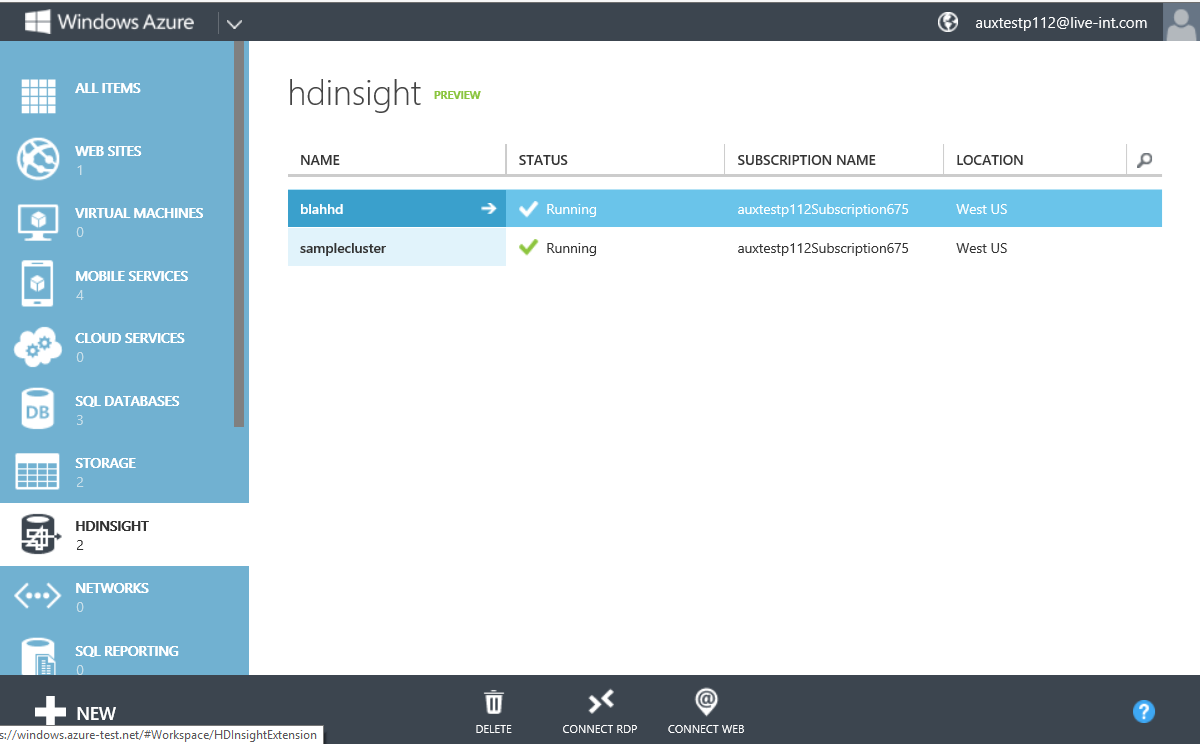 Windows Azure
auxtestp112@live-int.com
ALL ITEMS
WEB SITES
1
VIRTUAL MACHINES
0
MOBILE SERVICES
4
CLOUD SERVICES
0
DB
SQL DATABASES
3
STORAGE
2
HDINSIGHT
2
NETWORKS
0
SQL REPORTING
0
hdinsight PREVIEW
NAME STATUS SUBSCRIPTION NAME LOCATION
blahhd Running auxtestp112Subscription675 West US
samplecluster Running auxtestp112Subscription675 West US
NEW
DELETE
CONNECT RDP
CONNECT WEB
?
s://windows.azure-test.net/#Workspace/HDInsightExtension